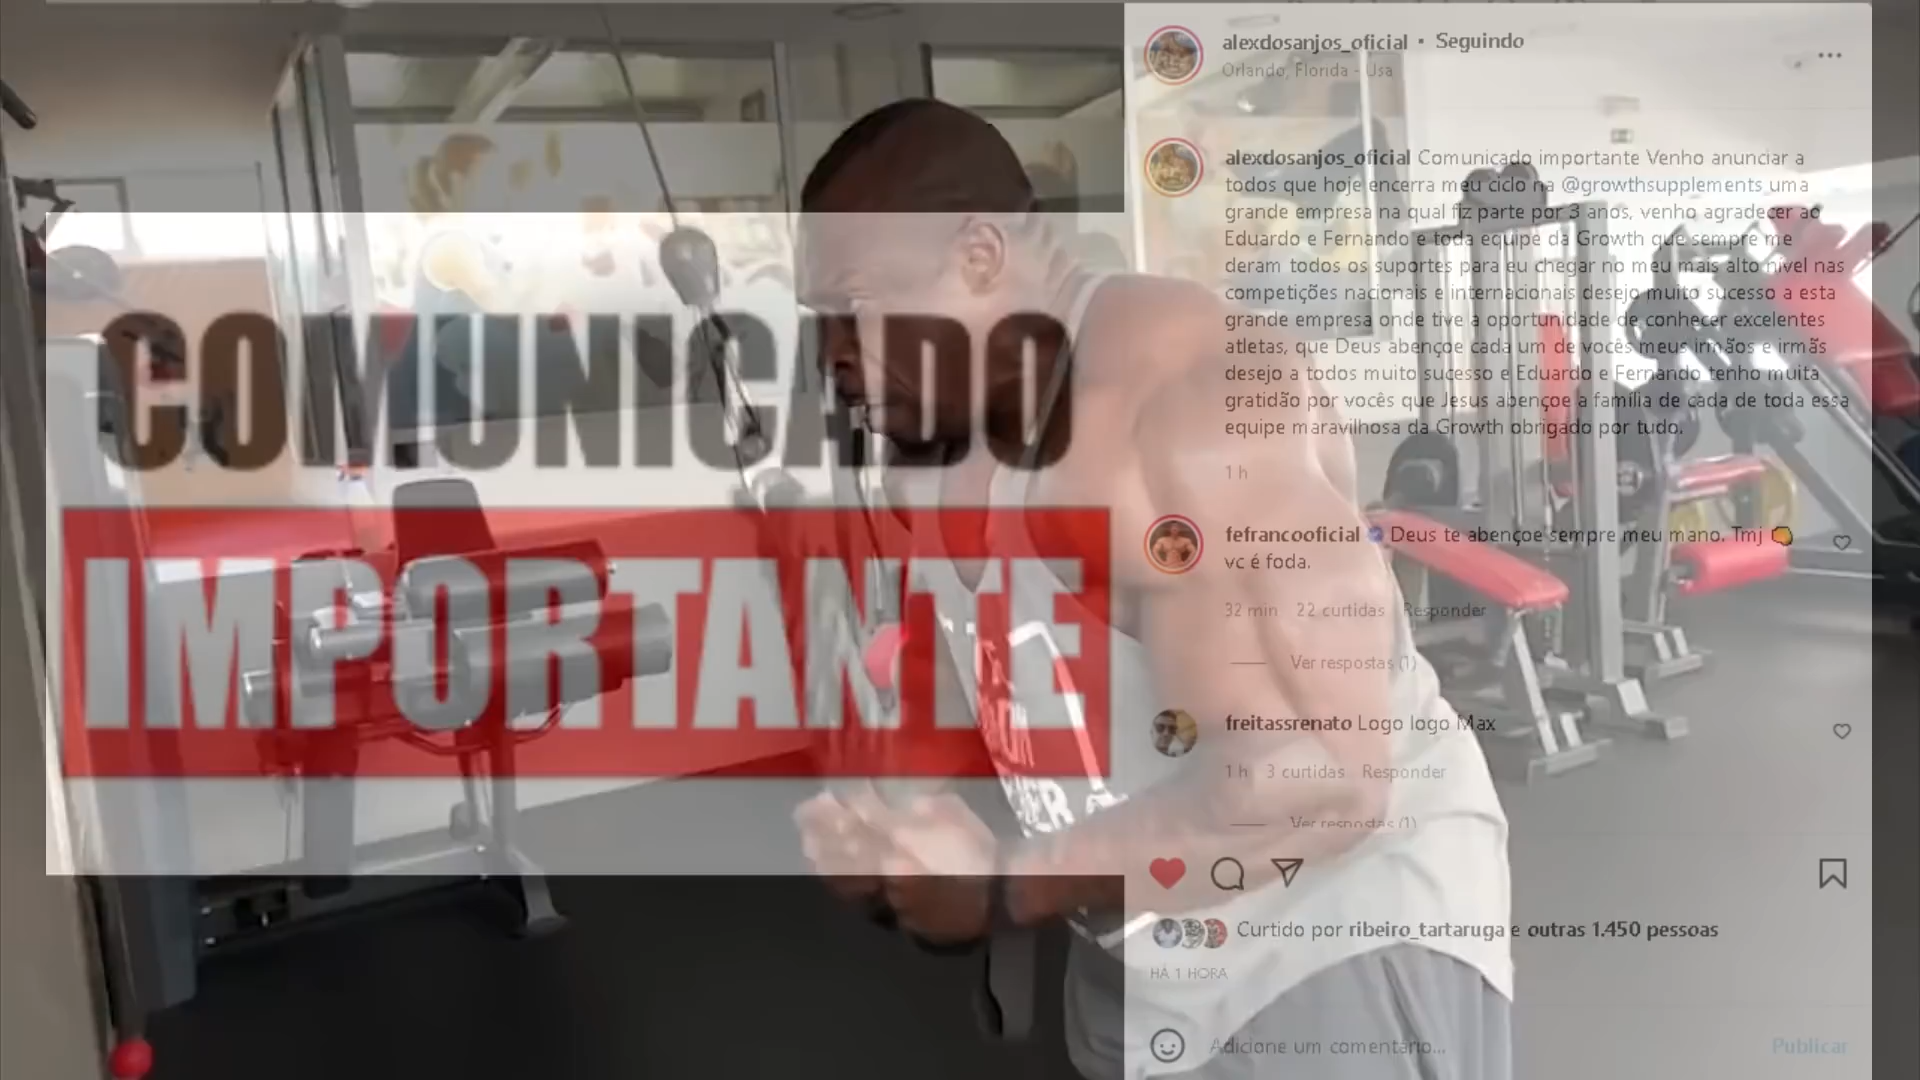 COMUNICADO
IMPORTANTE
alexdosanjos_oficial • Seguindo
Orlando, Florida - Usa
alexdosanjos_oficial Comunicado importante Venho anunciar a
todos que hoje encerra meu ciclo na @growthsupplements uma
grande empresa na qual fiz parte por 3 anos, venho agradecer ao
Eduardo e Fernando e toda equipe da Growth que sempre me
deram todos os suportes para eu chegar no meu mais alto nível nas
competições nacionais e internacionais desejo muito sucesso a esta
grande empresa onde tive a oportunidade de conhecer excelentes
atletas, que Deus abençoe cada um de vocês meus irmãos e irmãs
desejo a todos muito sucesso e Eduardo e Fernando tenho muita
gratidão por vocês que Jesus abençoe a família de cada de toda essa
equipe maravilhosa da Growth obrigado por tudo.
1 h
fefrancooficial Deus te abençoe sempre meu mano. Tmj
vc é foda.
32 min 22 curtidas Responder
Ver respostas (1)
freitassrenato Logo logo Max
1 h 3 curtidas Responder
Ver respostas (1)
Curtido por ribeiro_tartaruga e outras 1.450 pessoas
HÁ 1 HORA
Adicione um comentário...
Publicar